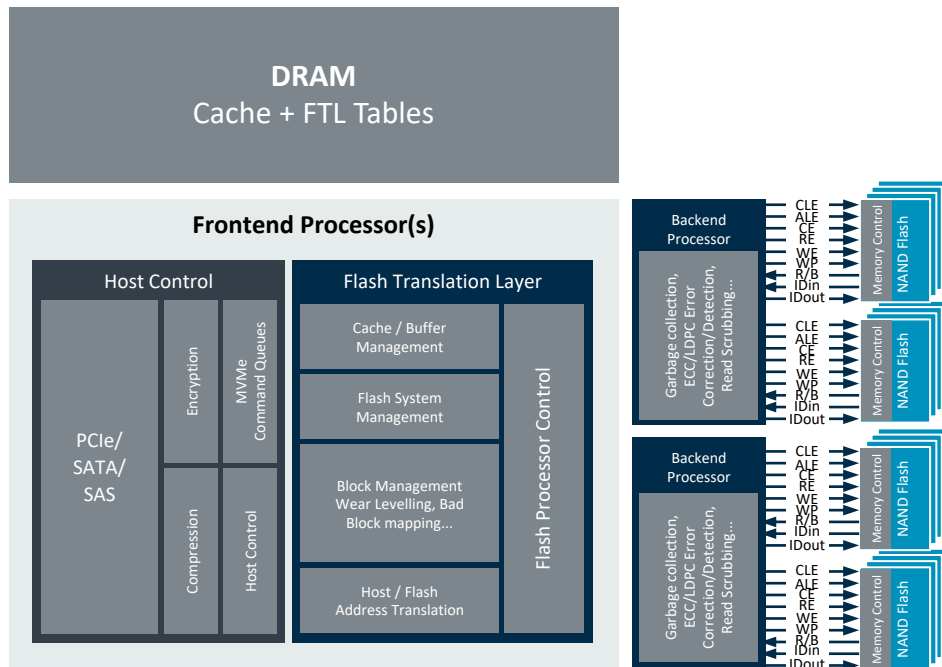 DRAM
Cache + FTL Tables
Frontend Processor(s)
Host Control
PCIe/
SATA/
SAS
Encryption
MVMe
Command Queues
Compression
Host Control
Flash Translation Layer
Cache / Buffer
Management
Flash System
Management
Block Management
Wear Levelling, Bad
Block mapping...
Host / Flash
Address Translation
Flash Processor Control
Backend
Processor
Garbage collection,
ECC/LDPC Error
Correction/Detection,
Read Scrubbing...
CLE
ALE
CE
RE
WE
WP
R/B
IDin
IDout
Memory Control
NAND Flash
CLE
ALE
CE
RE
WE
WP
R/B
IDin
IDout
Memory Control
NAND Flash
Backend
Processor
Garbage collection,
ECC/LDPC Error
Correction/Detection,
Read Scrubbing...
CLE
ALE
CE
RE
WE
WP
R/B
IDin
IDout
Memory Control
NAND Flash
CLE
ALE
CE
RE
WE
WP
R/B
IDin
IDout
Memory Control
NAND Flash